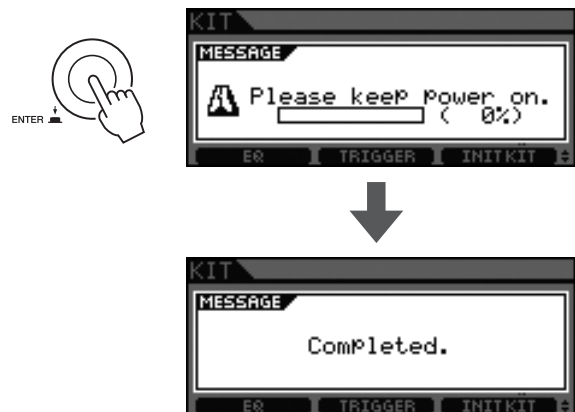 KIT
MESSAGE
Please keep power on.
( 0%)
EQ TRIGGER INITKIT
ENTER
KIT
MESSAGE
Completed.
EQ TRIGGER INITKIT